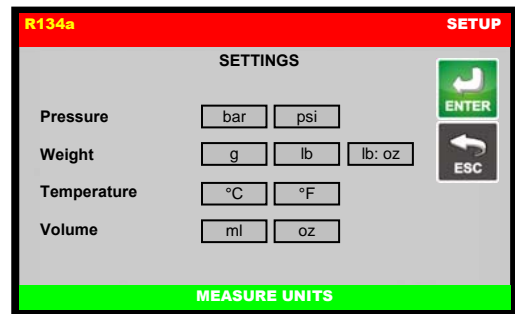 R134a SETUP
SETTINGS
ENTER
Pressure bar psi
Weight g lb lb: oz
ESC
Temperature °C °F
Volume ml oz
MEASURE UNITS